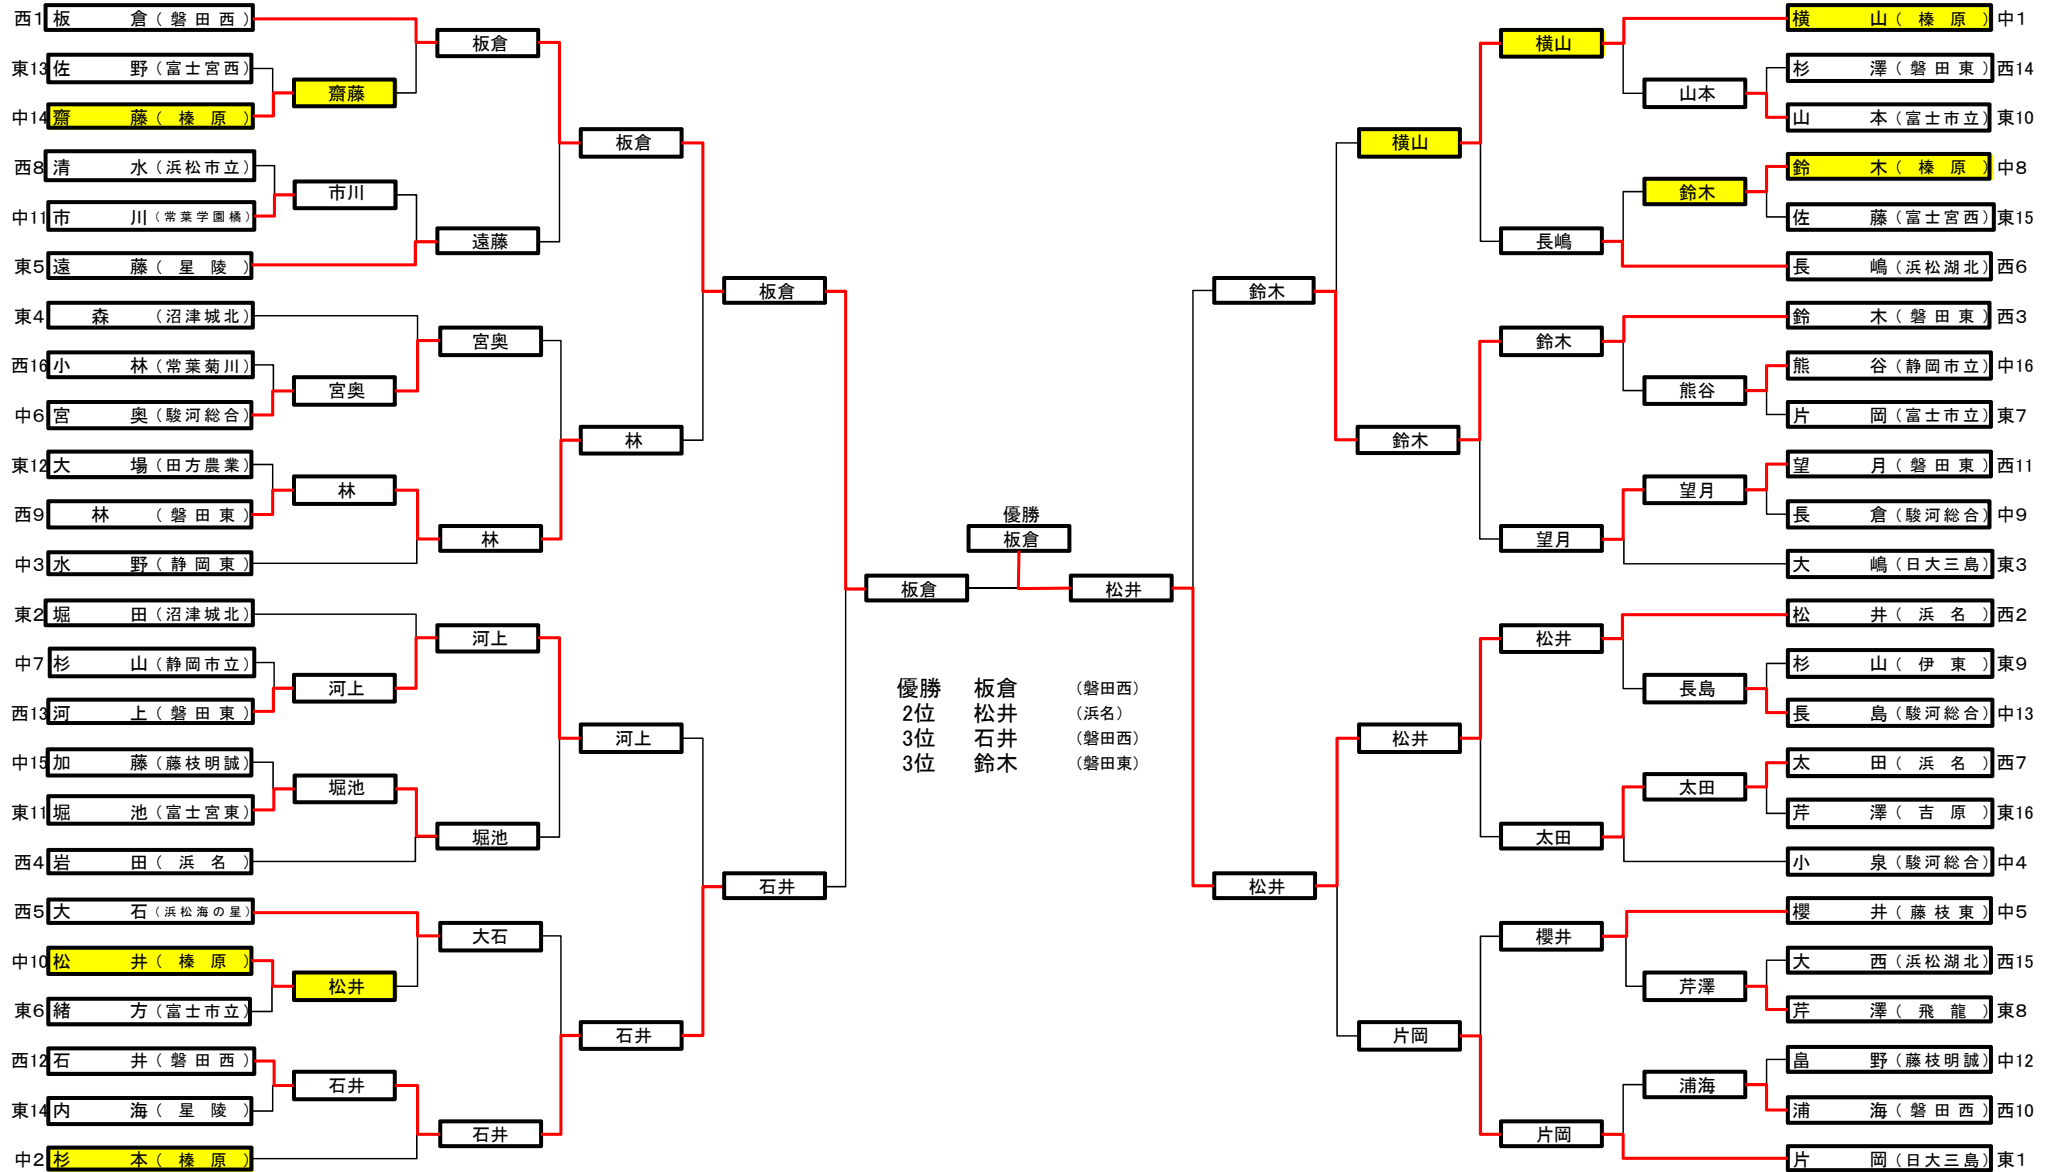 西1 板倉(磐田西)
東13 佐野(富士宮西)
中14 齋藤(榛原)
西8 清水(浜松市立)
中11 市川(常葉学園橘)
東5 遠藤(星陵)
東4 森(沼津城北)
西16 小林(常葉菊川)
中6 宮奥(駿河総合)
東12 大場(田方農業)
西9 林(磐田東)
中3 水野(静岡東)
東2 堀田(沼津城北)
中7 杉山(静岡市立)
西13 河上(磐田東)
中15 加藤(藤枝明誠)
東11 堀池(富士宮東)
西4 岩田(浜名)
西5 大石(浜松海の星)
中10 松井(榛原)
東6 緒方(富士市立)
西12 石井(磐田西)
東14 内海(星陵)
中2 杉本(榛原)
齋藤
市川
宮奥
林
河上
堀池
松井
石井
板倉
遠藤
宮奥
林
河上
堀池
大石
石井
板倉
林
河上
石井
板倉
石井
板倉
優勝
板倉
松井
優勝 板倉 (磐田西)
2位 松井 (浜名)
3位 石井 (磐田西)
3位 鈴木 (磐田東)
鈴木
松井
横山
鈴木
松井
片岡
横山
長嶋
鈴木
望月
松井
太田
櫻井
片岡
山本
鈴木
熊谷
望月
長島
太田
芹澤
浦海
横山(榛原) 中1
杉澤(磐田東) 西14
山本(富士市立) 東10
鈴木(榛原) 中8
佐藤(富士宮西) 東15
長嶋(浜松湖北) 西6
鈴木(磐田東) 西3
熊谷(静岡市立) 中16
片岡(富士市立) 東7
望月(磐田東) 西11
長倉(駿河総合) 中9
大嶋(日大三島) 東3
松井(浜名) 西2
杉山(伊東) 東9
長島(駿河総合) 中13
太田(浜名) 西7
芹澤(吉原) 東16
小泉(駿河総合) 中4
櫻井(藤枝東) 中5
大西(浜松湖北) 西15
芹澤(飛龍) 東8
畠野(藤枝明誠) 中12
浦海(磐田西) 西10
片岡(日大三島) 東1